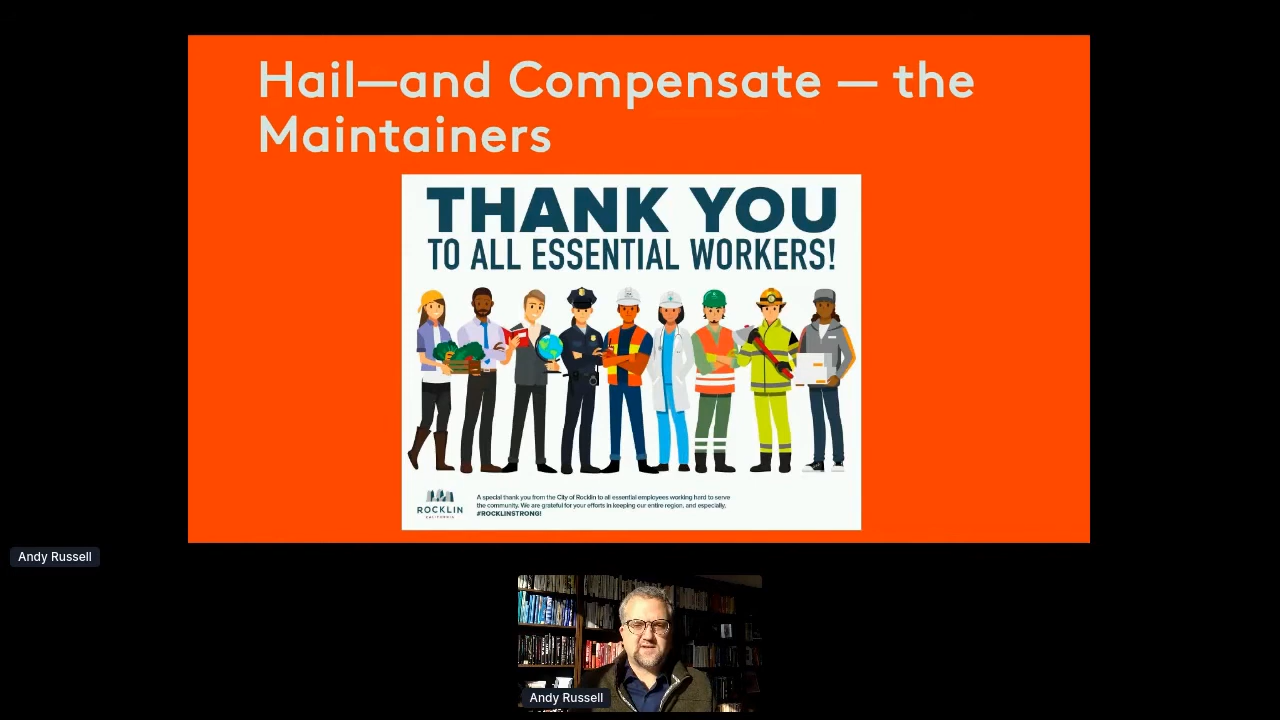 Hail—and Compensate — the
Maintainers
THANK YOU
TO ALL ESSENTIAL WORKERS!
ROCKLIN
CALIFORNIA
A special thank you from the City of Rocklin to all essential employees working hard to serve
the community. We are grateful for your efforts in keeping our entire region, and especially,
#ROCKLINSTRONG!
Andy Russell
Andy Russell